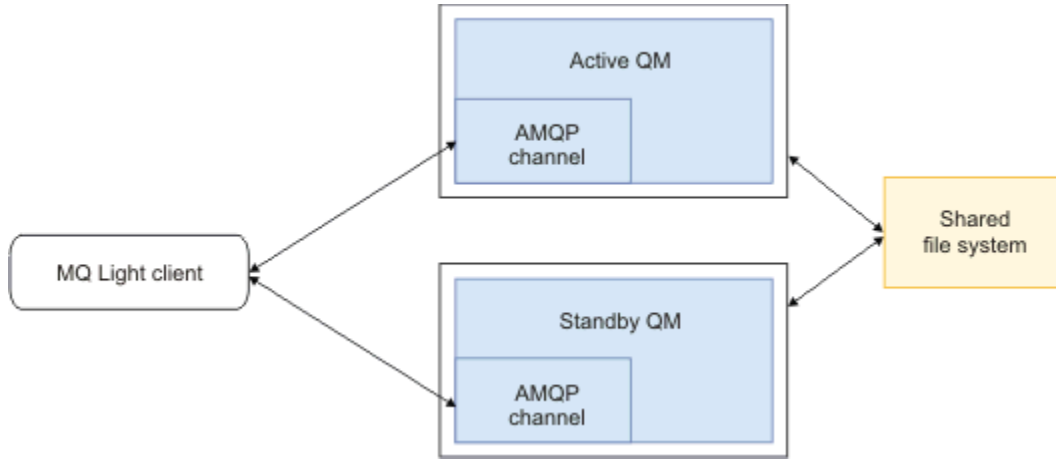 Active QM
AMQP
channel
Shared
file system
MQ Light client
Standby QM
AMQP
channel